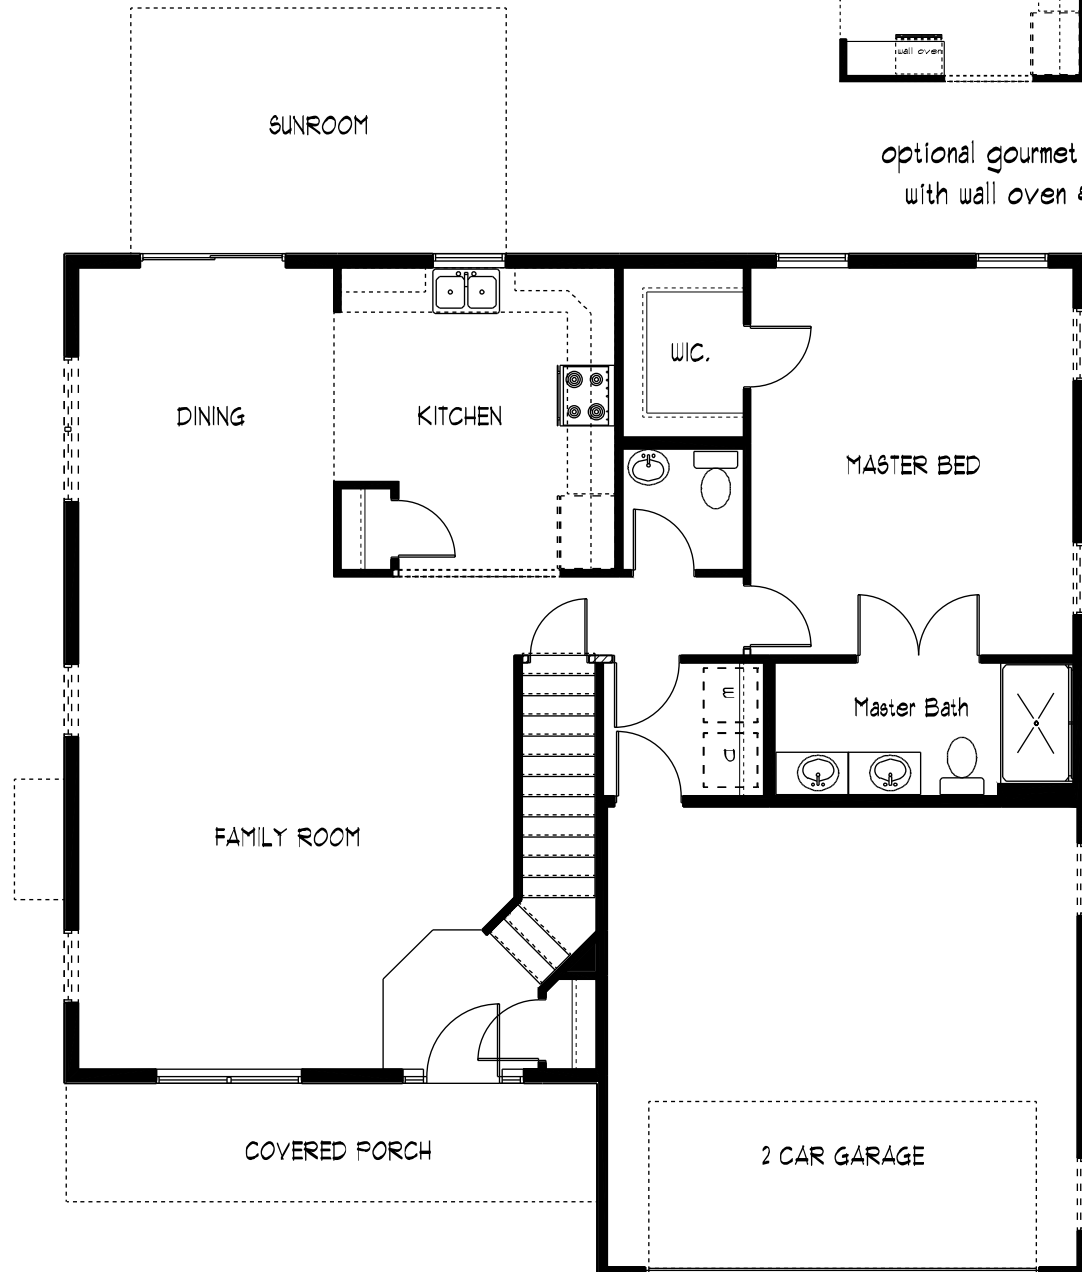 wall oven
SUNROOM
optional gourmet
with wall oven &
WIC.
DINING
KITCHEN
MASTER BED
W
Master Bath
D
FAMILY ROOM
COVERED PORCH
2 CAR GARAGE